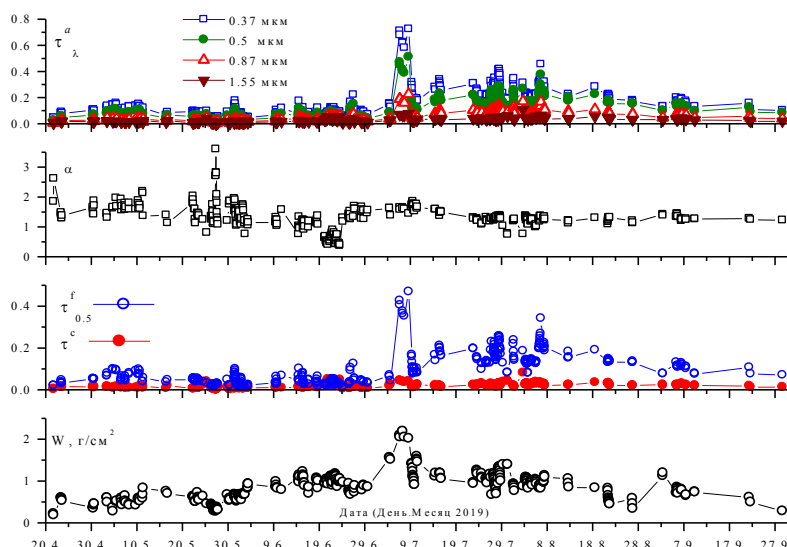 0.8
0.6
0.4
0.2
0.0
τ a λ
0.37 мкм
0.5 мкм
0.87 мкм
1.55 мкм
3
2
1
0
α
0.4
0.2
0.0
τ f 0.5
τ c
2
1
0
W, г/см2
Дата (День.Месяц 2019)
20.4 30.4 10.5 20.5 30.5 9.6 19.6 29.6 9.7 19.7 29.7 8.8 18.8 28.8 7.9 17.9 27.9